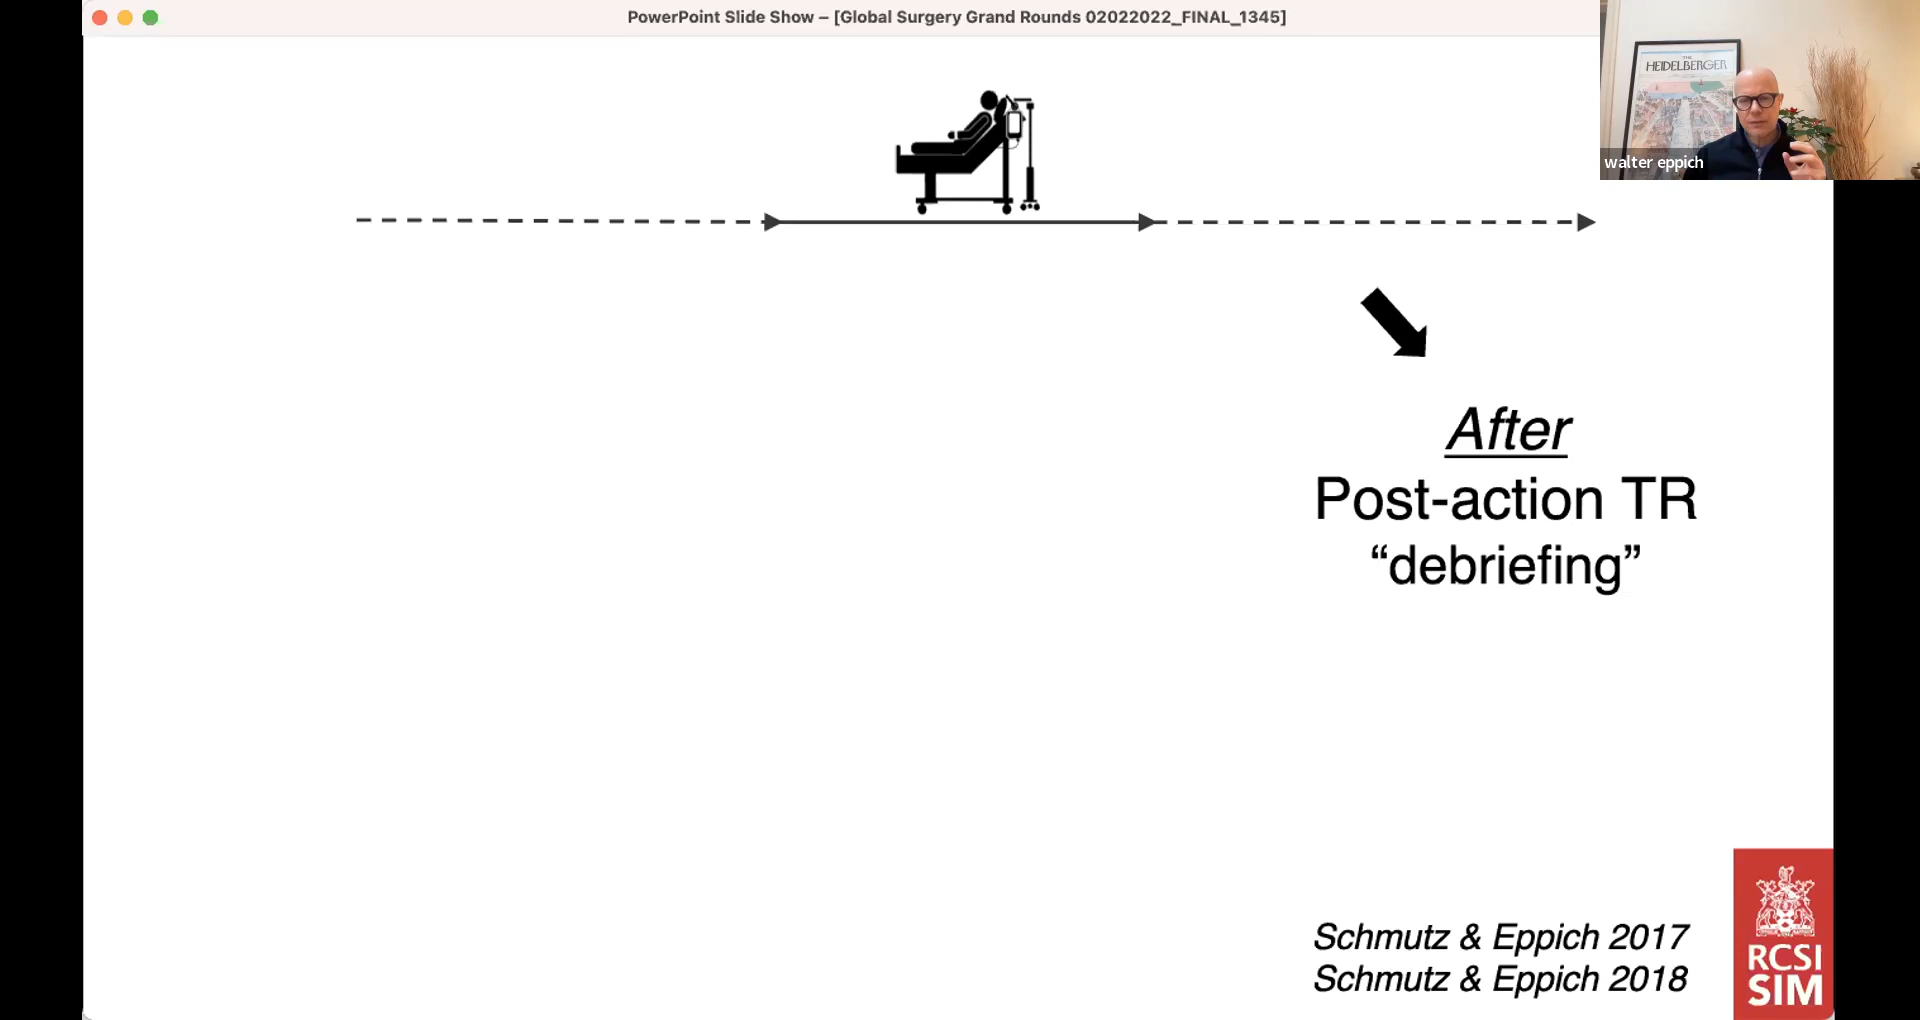 PowerPoint Slide Show – [Global Surgery Grand Rounds 02022022_FINAL_1345]
THE
HEIDELBERGER
walter eppich
After
Post-action TR
“debriefing”
Schmutz & Eppich 2017
Schmutz & Eppich 2018
RCSI
SIM